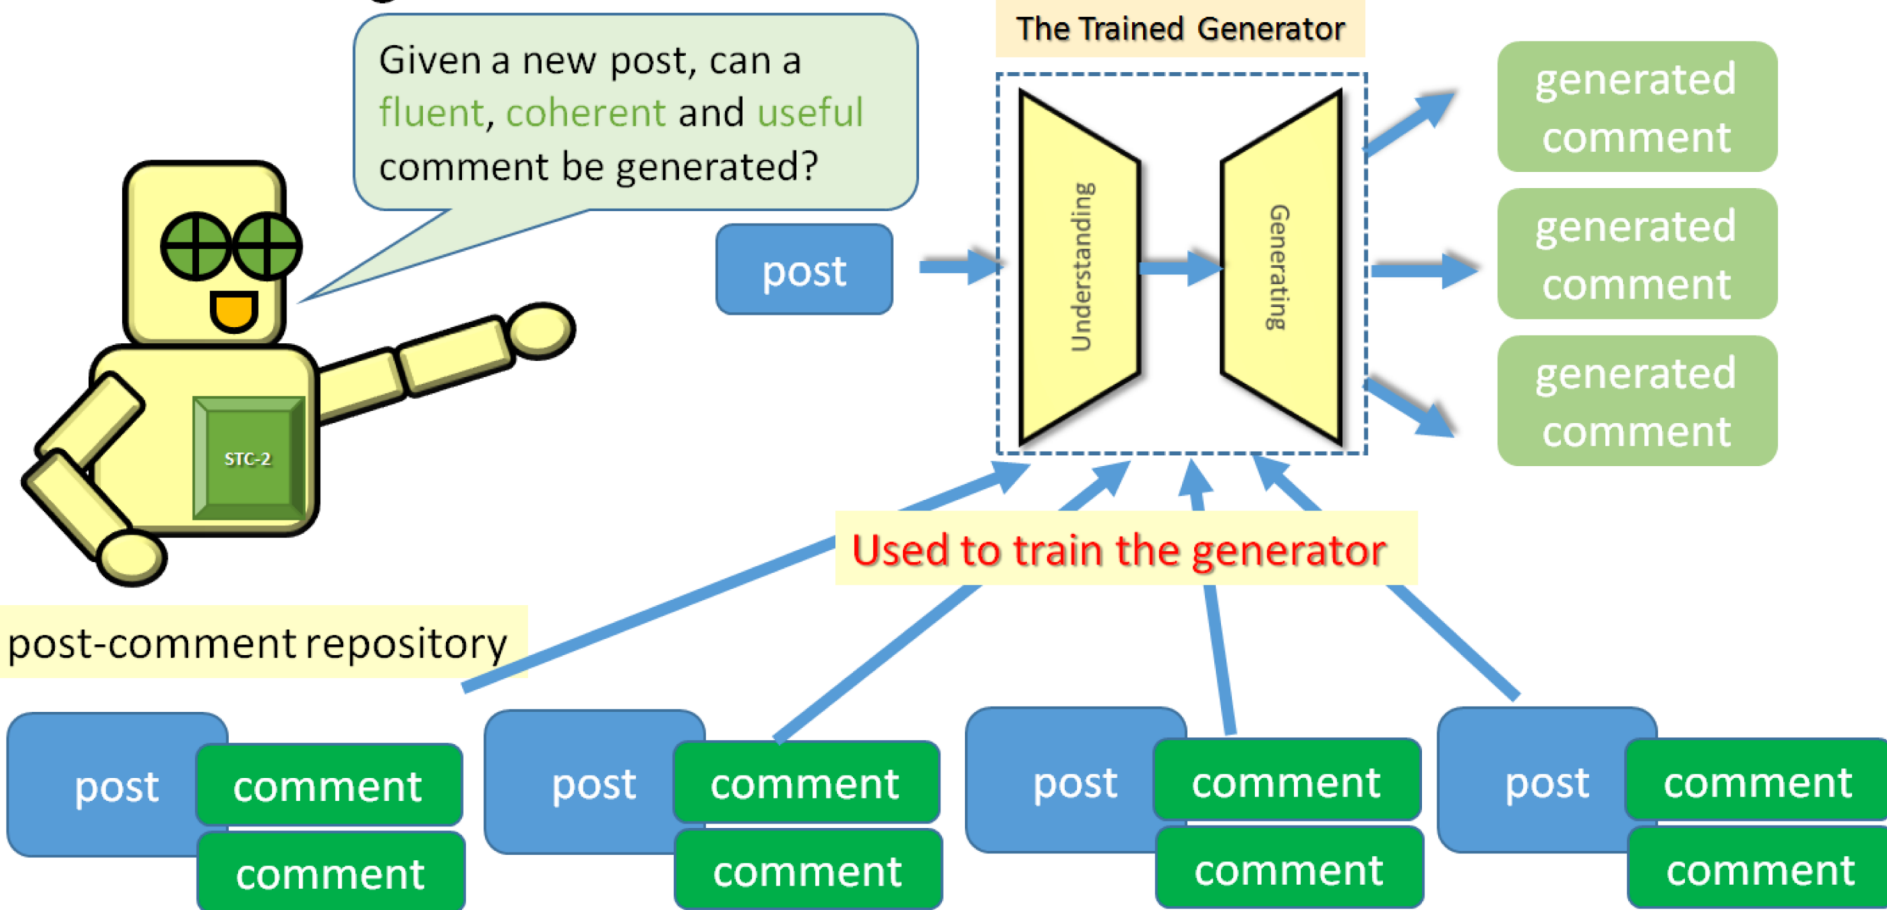 The Trained Generator
Given a new post, can a
fluent, coherent and useful
comment be generated?
post
Understanding
Generating
generated
comment
generated
comment
generated
comment
STC-2
Used to train the generator
post-comment repository
post
comment
comment
post
comment
comment
post
comment
comment
post
comment
comment